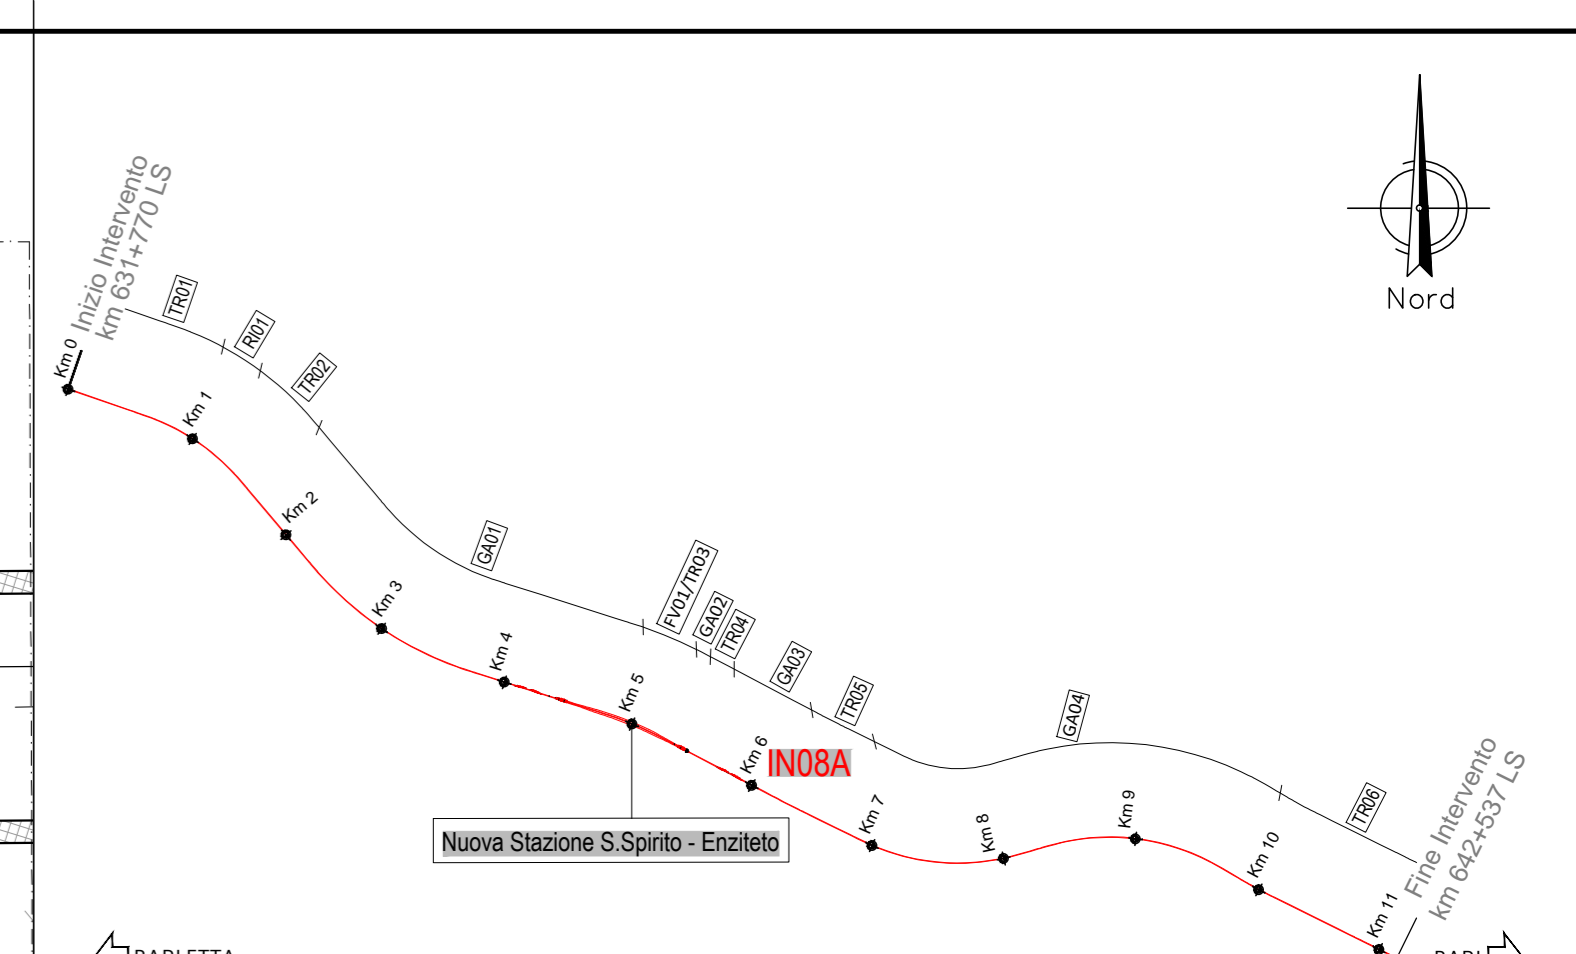 Nord
Inizio Intervento
km 631+770 LS
TR01
RI01
TR02
GA01
FV01/TR03
GA02
TR04
GA03
TR05
GA04
TR06
Km 0
Km 1
Km 2
Km 3
Km 4
Km 5
Km 6
IN08A
Km 7
Km 8
Km 9
Km 10
Km 11
Nuova Stazione S.Spirito - Enziteto
Fine Intervento
km 642+537 LS
BARLETTA
BARI